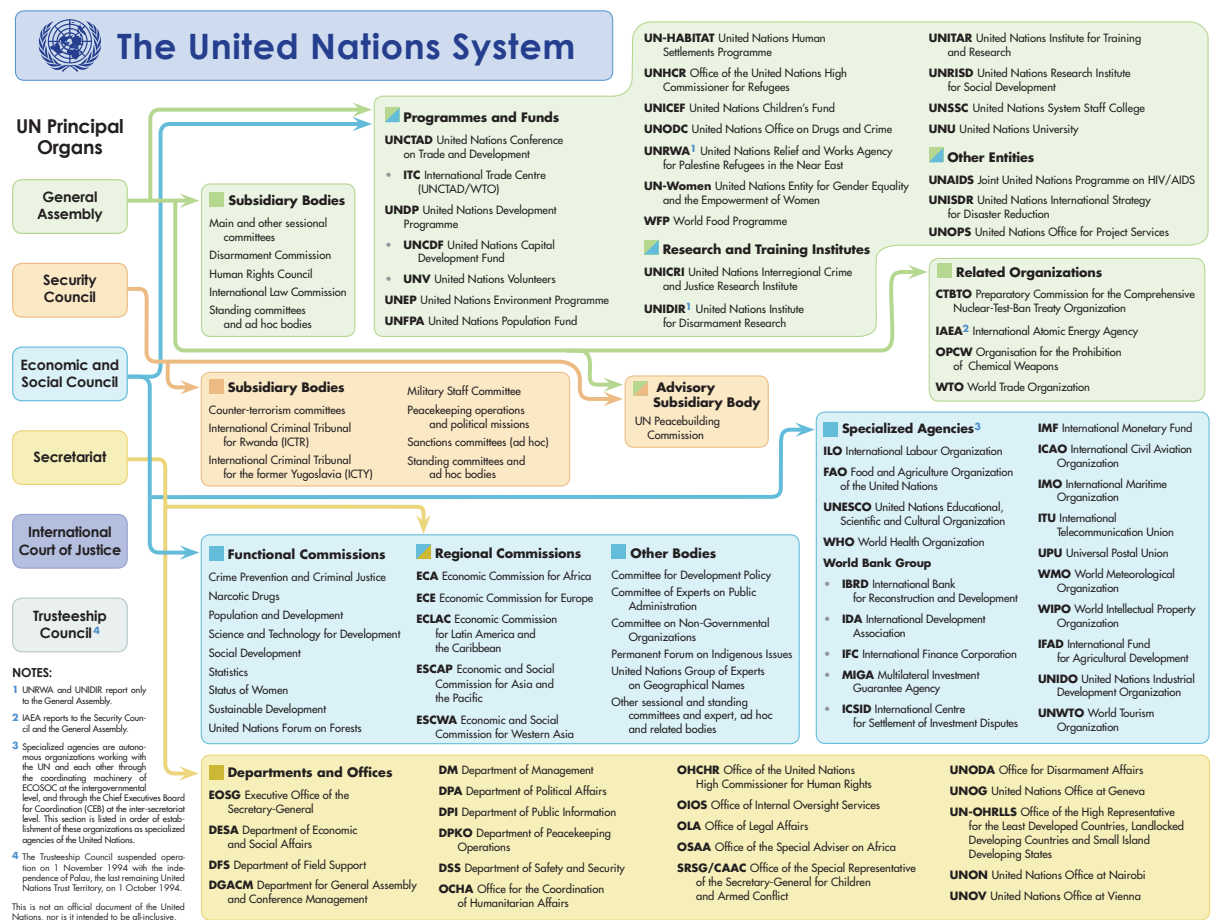 The United Nations System
UN Principal
Organs
General
Assembly
Security
Council
Economic and
Social Council
Secretariat
International
Court of Justice
Trusteeship
Council4
NOTES:
1 UNRWA and UNIDIR report only
to the General Assembly.
2 IAEA reports to the Security Coun-
cil and the General Assembly.
3 Specialized agencies are autono-
mous organizations working with
the UN and each other through
the coordinating machinery of
ECOSOC at the intergovernmental
level, and through the Chief Executives Board
for Coordination (CEB) at the inter-secretariat
level. This section is listed in order of estab-
lishment of these organizations as specialized
agencies of the United Nations.
4 The Trusteeship Council suspended opera-
tion on 1 November 1994 with the inde-
pendence of Palau, the last remaining United
Nations Trust Territory, on 1 October 1994.
This is not an official document of the United
Nations, nor is it intended to be all-inclusive.
Subsidiary Bodies
Main and other sessional
committees
Disarmament Commission
Human Rights Council
International Law Commission
Standing committees
and ad hoc bodies
Programmes and Funds
UNCTAD United Nations Conference
on Trade and Development
• ITC International Trade Centre
(UNCTAD/WTO)
UNDP United Nations Development
Programme
• UNCDF United Nations Capital
Development Fund
• UNV United Nations Volunteers
UNEP United Nations Environment Programme
UNFPA United Nations Population Fund
UN-HABITAT United Nations Human
Settlements Programme
UNHCR Office of the United Nations High
Commissioner for Refugees
UNICEF United Nations Children's Fund
UNODC United Nations Office on Drugs and Crime
UNRWA1 United Nations Relief and Works Agency
for Palestine Refugees in the Near East
UN-Women United Nations Entity for Gender Equality
and the Empowerment of Women
WFP World Food Programme
Research and Training Institutes
UNICRI United Nations Interregional Crime
and Justice Research Institute
UNIDIR1 United Nations Institute
for Disarmament Research
UNITAR United Nations Institute for Training
and Research
UNRISD United Nations Research Institute
for Social Development
UNSSC United Nations System Staff College
UNU United Nations University
Other Entities
UNAIDS Joint United Nations Programme on HIV/AIDS
UNISDR United Nations International Strategy
for Disaster Reduction
UNOPS United Nations Office for Project Services
Related Organizations
CTBTO Preparatory Commission for the Comprehensive
Nuclear-Test-Ban Treaty Organization
IAEA2 International Atomic Energy Agency
OPCW Organisation for the Prohibition
of Chemical Weapons
WTO World Trade Organization
Subsidiary Bodies
Counter-terrorism committees
International Criminal Tribunal
for Rwanda (ICTR)
International Criminal Tribunal
for the former Yugoslavia (ICTY)
Military Staff Committee
Peacekeeping operations
and political missions
Sanctions committees (ad hoc)
Standing committees and
ad hoc bodies
Advisory
Subsidiary Body
UN Peacebuilding
Commission
Specialized Agencies3
ILO International Labour Organization
FAO Food and Agriculture Organization
of the United Nations
UNESCO United Nations Educational,
Scientific and Cultural Organization
WHO World Health Organization
World Bank Group
• IBRD International Bank
for Reconstruction and Development
• IDA International Development
Association
• IFC International Finance Corporation
• MIGA Multilateral Investment
Guarantee Agency
• ICSID International Centre
for Settlement of Investment Disputes
IMF International Monetary Fund
ICAO International Civil Aviation
Organization
IMO International Maritime
Organization
ITU International
Telecommunication Union
UPU Universal Postal Union
WMO World Meteorological
Organization
WIPO World Intellectual Property
Organization
IFAD International Fund
for Agricultural Development
UNIDO United Nations Industrial
Development Organization
UNWTO World Tourism
Organization
Functional Commissions
Crime Prevention and Criminal Justice
Narcotic Drugs
Population and Development
Science and Technology for Development
Social Development
Statistics
Status of Women
Sustainable Development
United Nations Forum on Forests
Regional Commissions
ECA Economic Commission for Africa
ECE Economic Commission for Europe
ECLAC Economic Commission
for Latin America and
the Caribbean
ESCAP Economic and Social
Commission for Asia and
the Pacific
ESCWA Economic and Social
Commission for Western Asia
Other Bodies
Committee for Development Policy
Committee of Experts on Public
Administration
Committee on Non-Governmental
Organizations
Permanent Forum on Indigenous Issues
United Nations Group of Experts
on Geographical Names
Other sessional and standing
committees and expert, ad hoc
and related bodies
Departments and Offices
EOSG Executive Office of the
Secretary-General
DESA Department of Economic
and Social Affairs
DFS Department of Field Support
DGACM Department for General Assembly
and Conference Management
DM Department of Management
DPA Department of Political Affairs
DPI Department of Public Information
DPKO Department of Peacekeeping
Operations
DSS Department of Safety and Security
OCHA Office for the Coordination
of Humanitarian Affairs
OHCHR Office of the United Nations
High Commissioner for Human Rights
OIOS Office of Internal Oversight Services
OLA Office of Legal Affairs
OSAA Office of the Special Adviser on Africa
SRSG/CAAC Office of the Special Representative
of the Secretary-General for Children
and Armed Conflict
UNODA Office for Disarmament Affairs
UNOG United Nations Office at Geneva
UN-OHRLLS Office of the High Representative
for the Least Developed Countries, Landlocked
Developing Countries and Small Island
Developing States
UNON United Nations Office at Nairobi
UNOV United Nations Office at Vienna